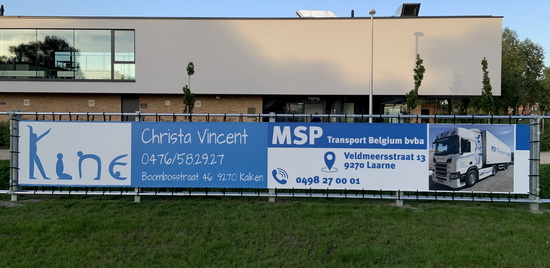 Kine
Christa Vincent
0476/582927
Boombosstraat 46 9270 Kalken
MSP Transport Belgium bvba
Veldmeersstraat 13
9270 Laarne
0498 27 00 01